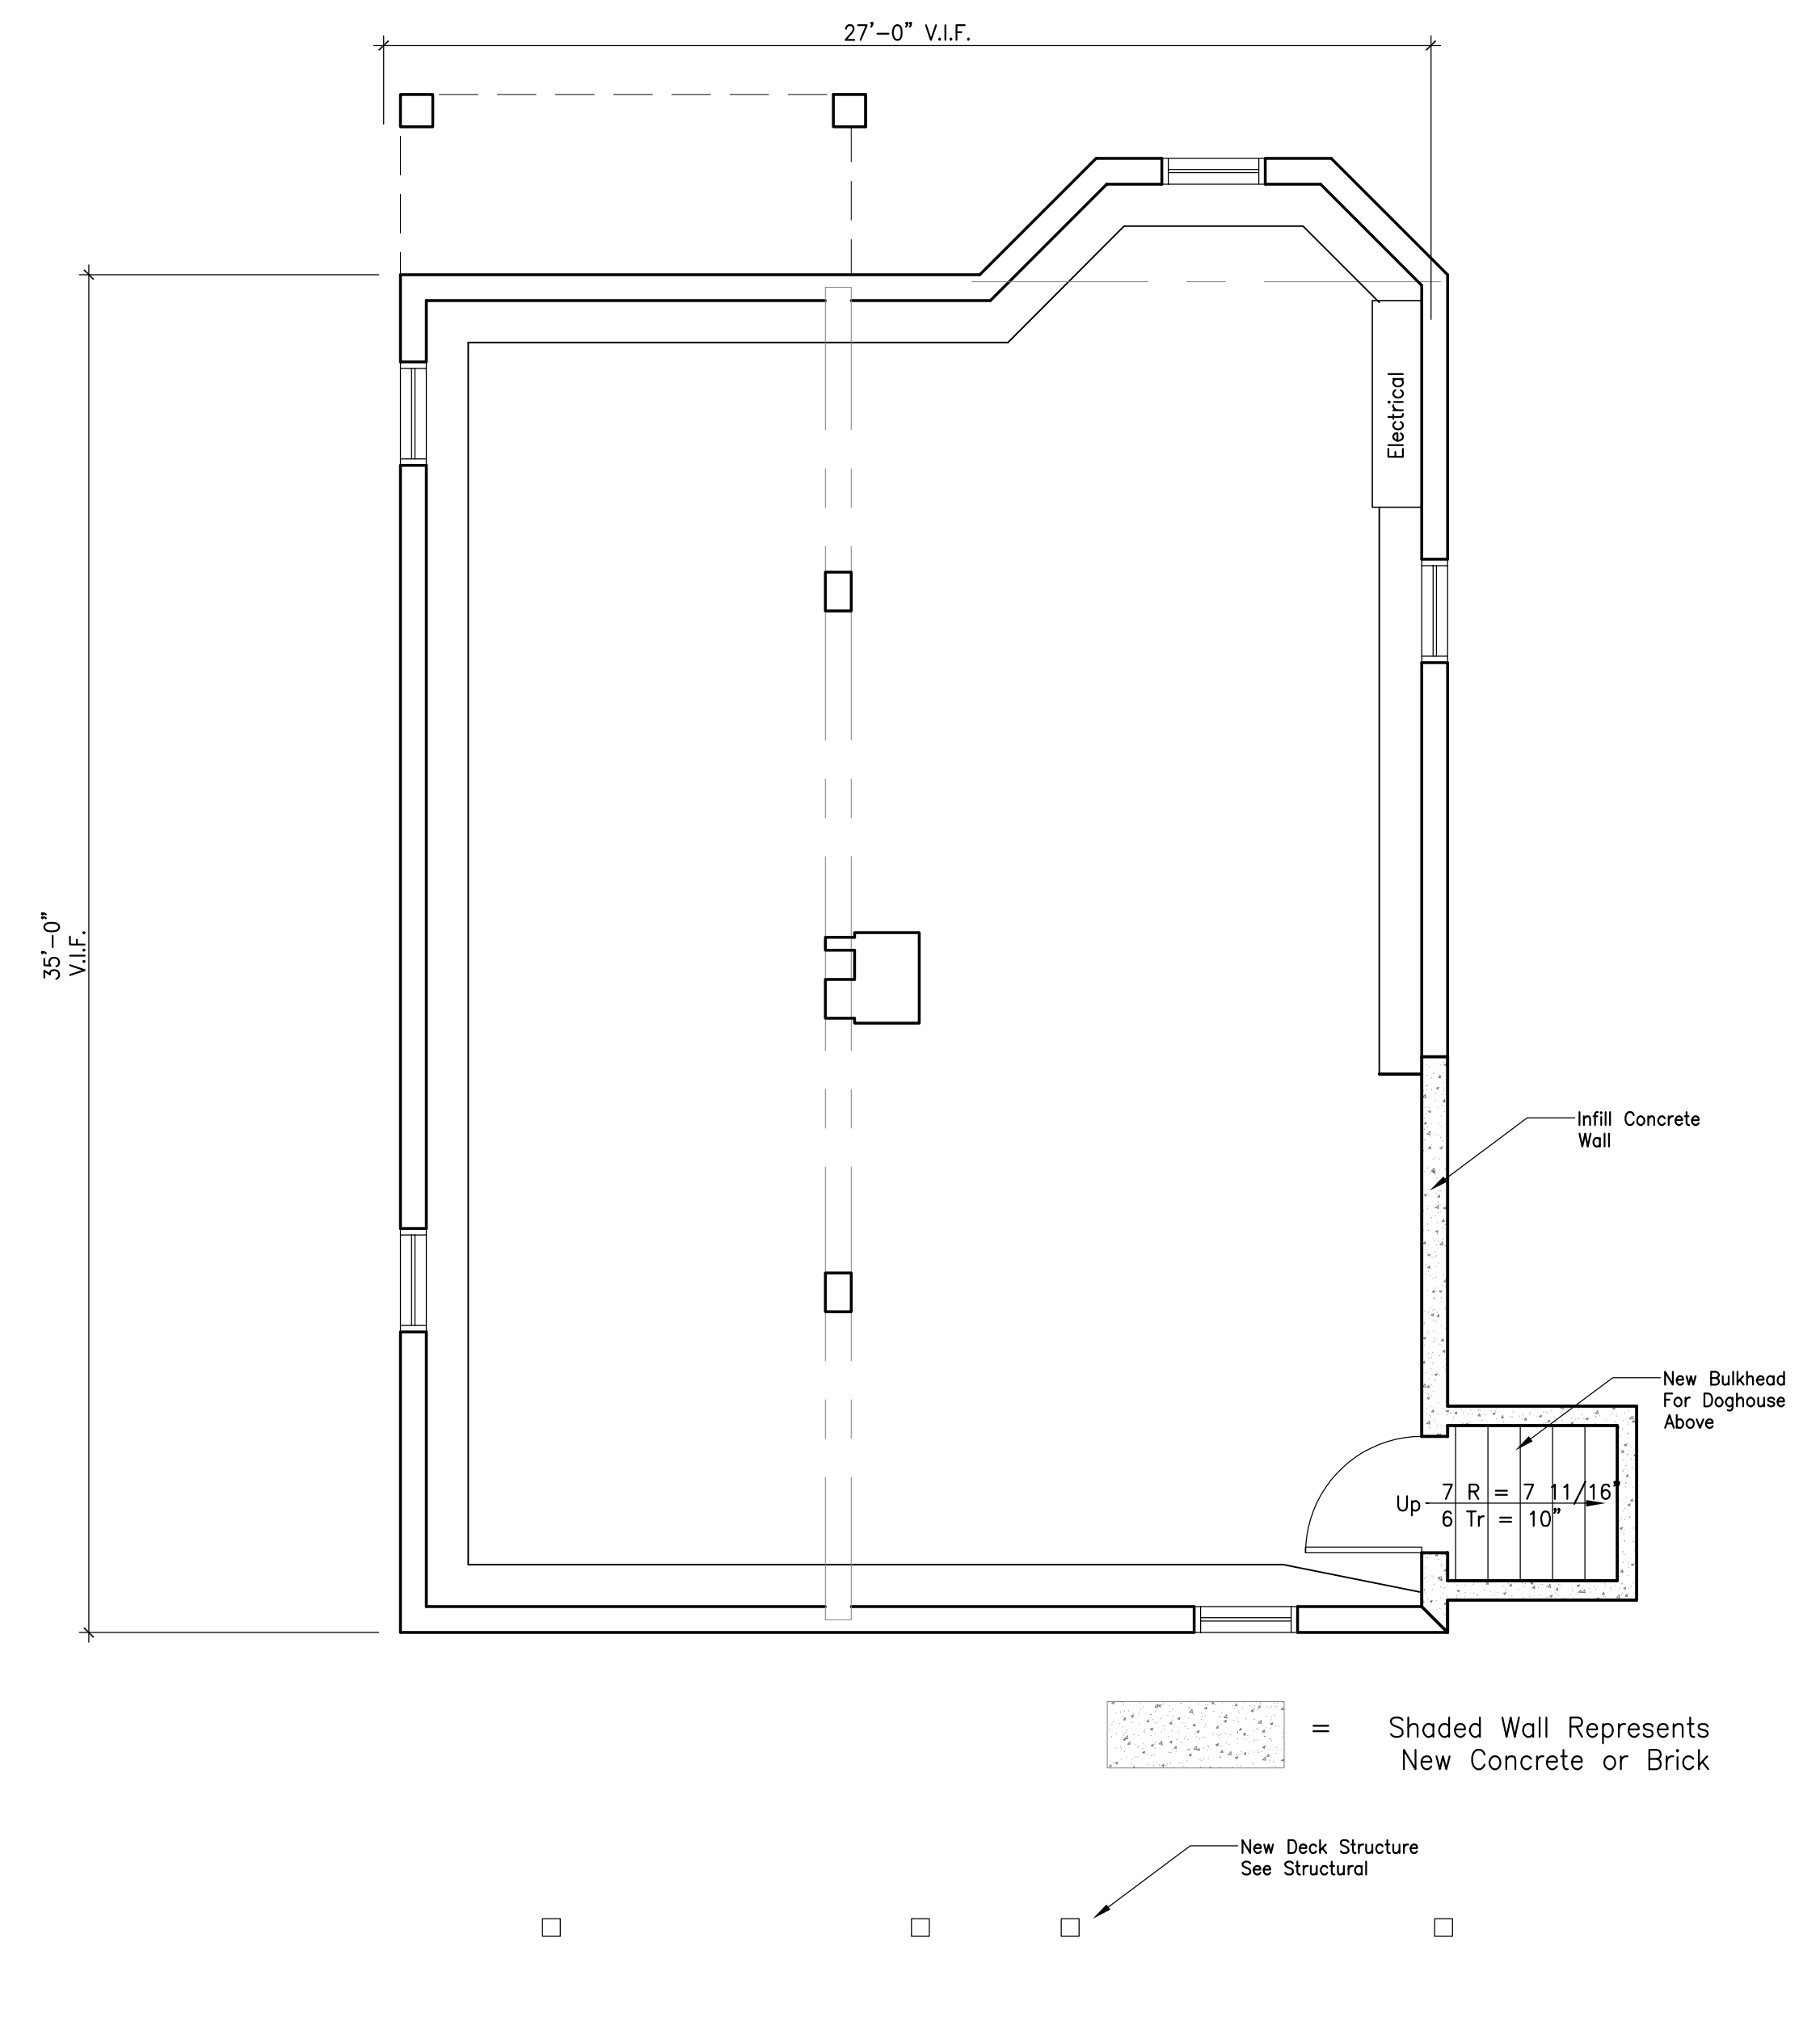 27'-0" V.I.F.
Electrical
35'-0"
V.I.F.
Infill Concrete
Wall
New Bulkhead
For Doghouse
Above
Up
7 R = 7 11/16"
6 Tr = 10"
= Shaded Wall Represents
New Concrete or Brick
New Deck Structure
See Structural